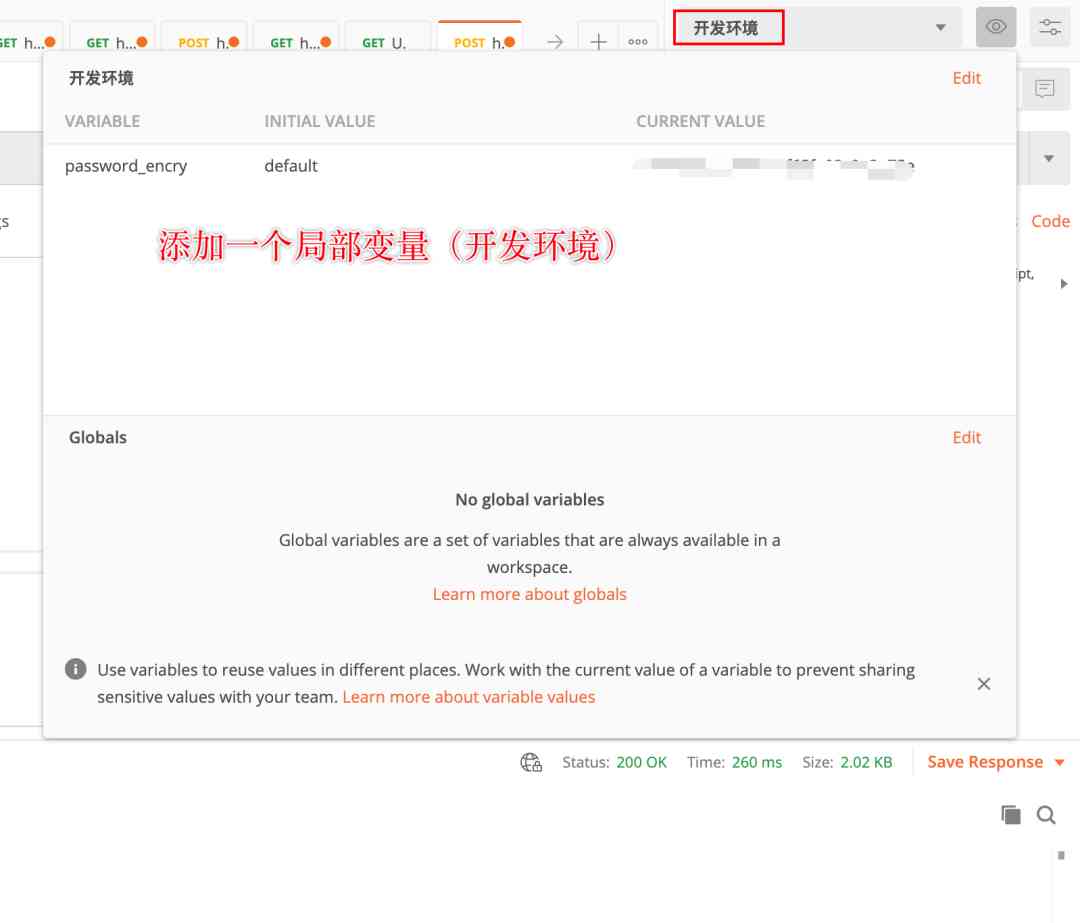 GET h...
GET h...
POST h.
GET h...
GET U.
POST h.
开发环境
开发环境
Edit
VARIABLE INITIAL VALUE CURRENT VALUE
password_encry default
添加一个局部变量（开发环境）
Code
Globals
Edit
No global variables
Global variables are a set of variables that are always available in a
workspace.
Learn more about globals
Use variables to reuse values in different places. Work with the current value of a variable to prevent sharing
sensitive values with your team. Learn more about variable values
Status: 200 OK Time: 260 ms Size: 2.02 KB Save Response